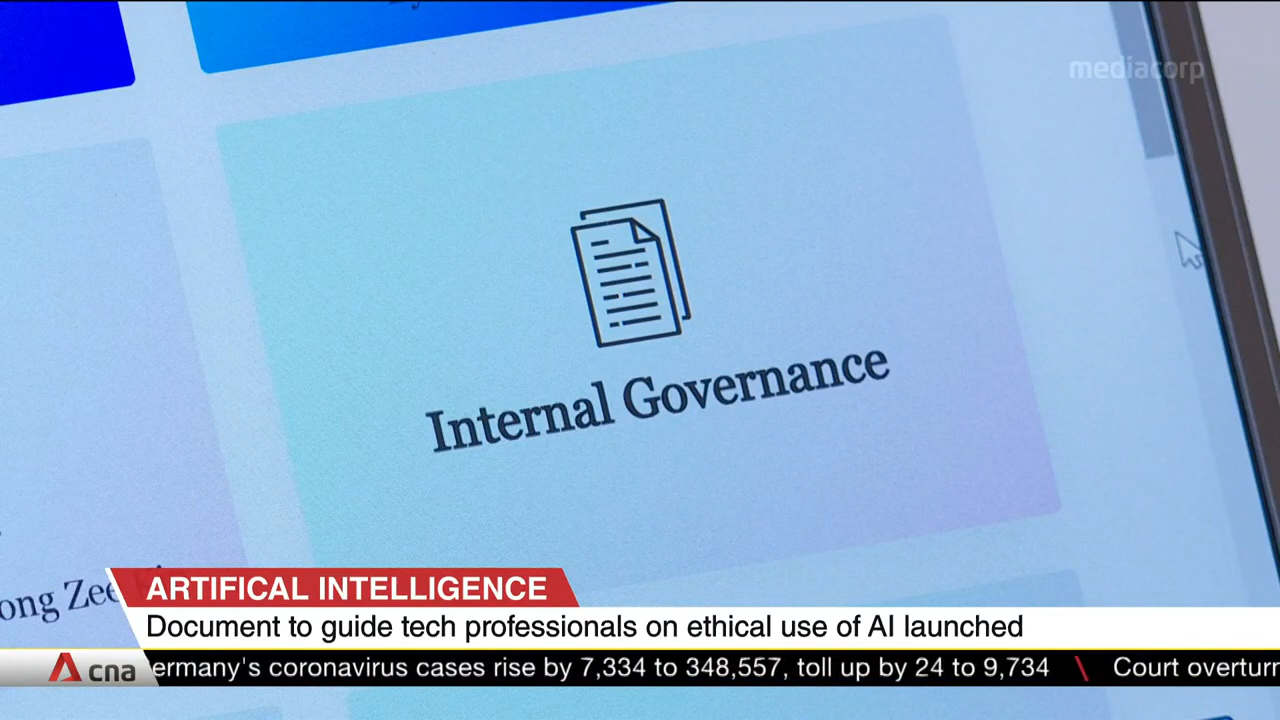 mediacorp
Internal Governance
ong Zee
ARTIFICAL INTELLIGENCE
Document to guide tech professionals on ethical use of AI launched
cna
ermany's coronavirus cases rise by 7,334 to 348,557, toll up by 24 to 9,734 \ Court overturn